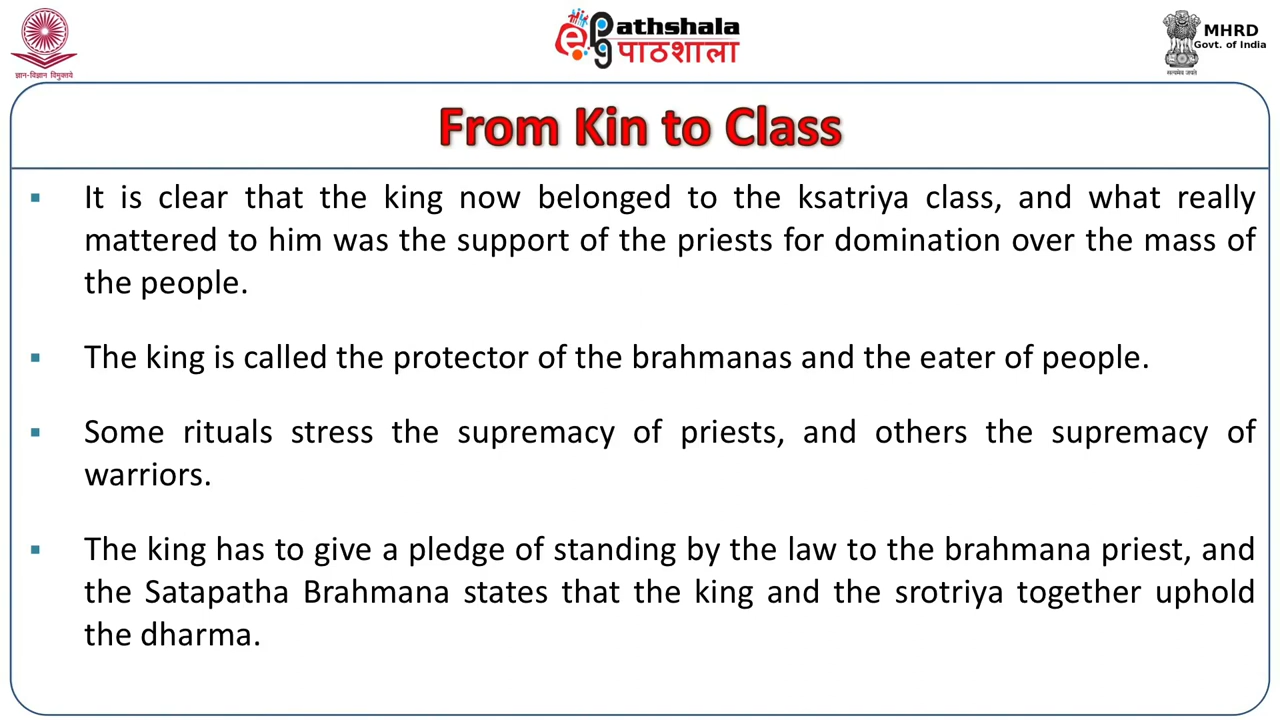 ज्ञान-विज्ञान विमुक्तये
ePg Pathshala
पाठशाला
MHRD
Govt. of India
सत्यमेव जयते
From Kin to Class
▪ It is clear that the king now belonged to the ksatriya class, and what really
mattered to him was the support of the priests for domination over the mass of
the people.
▪ The king is called the protector of the brahmanas and the eater of people.
▪ Some rituals stress the supremacy of priests, and others the supremacy of
warriors.
▪ The king has to give a pledge of standing by the law to the brahmana priest, and
the Satapatha Brahmana states that the king and the srotriya together uphold
the dharma.